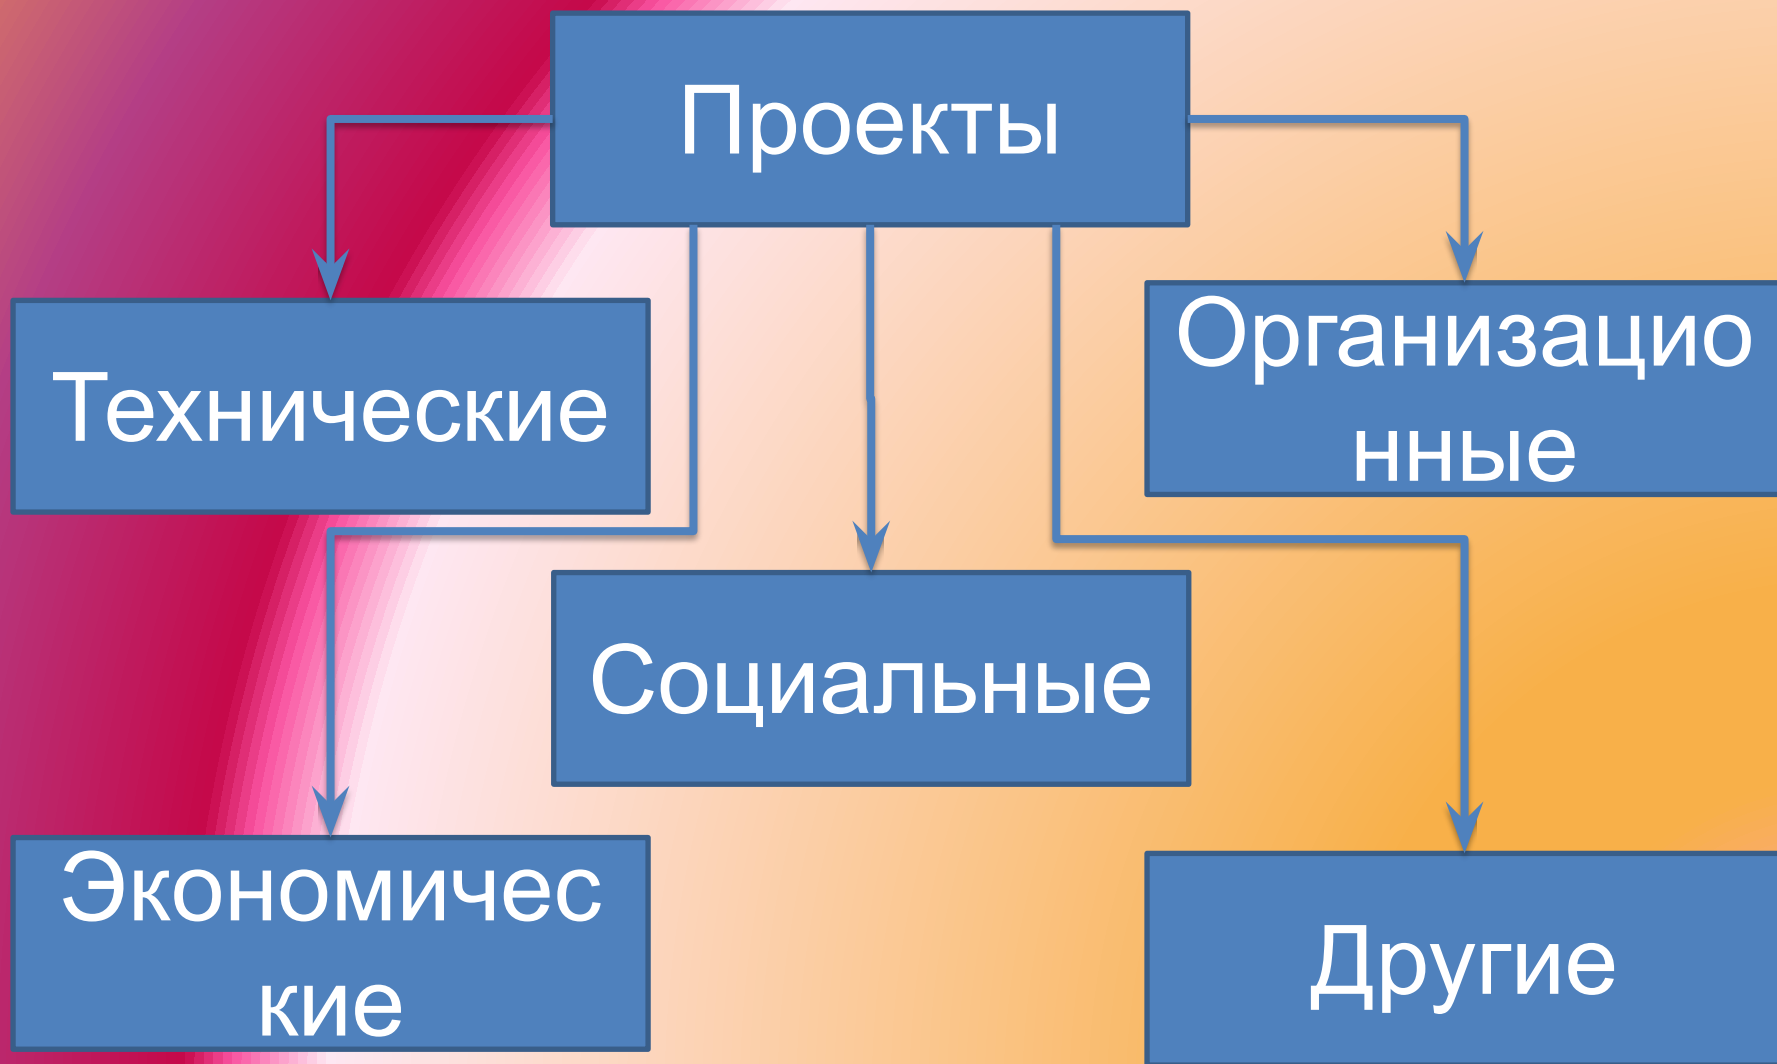 Проекты
Технические
Организацио
нные
Социальные
Экономичес
кие
Другие